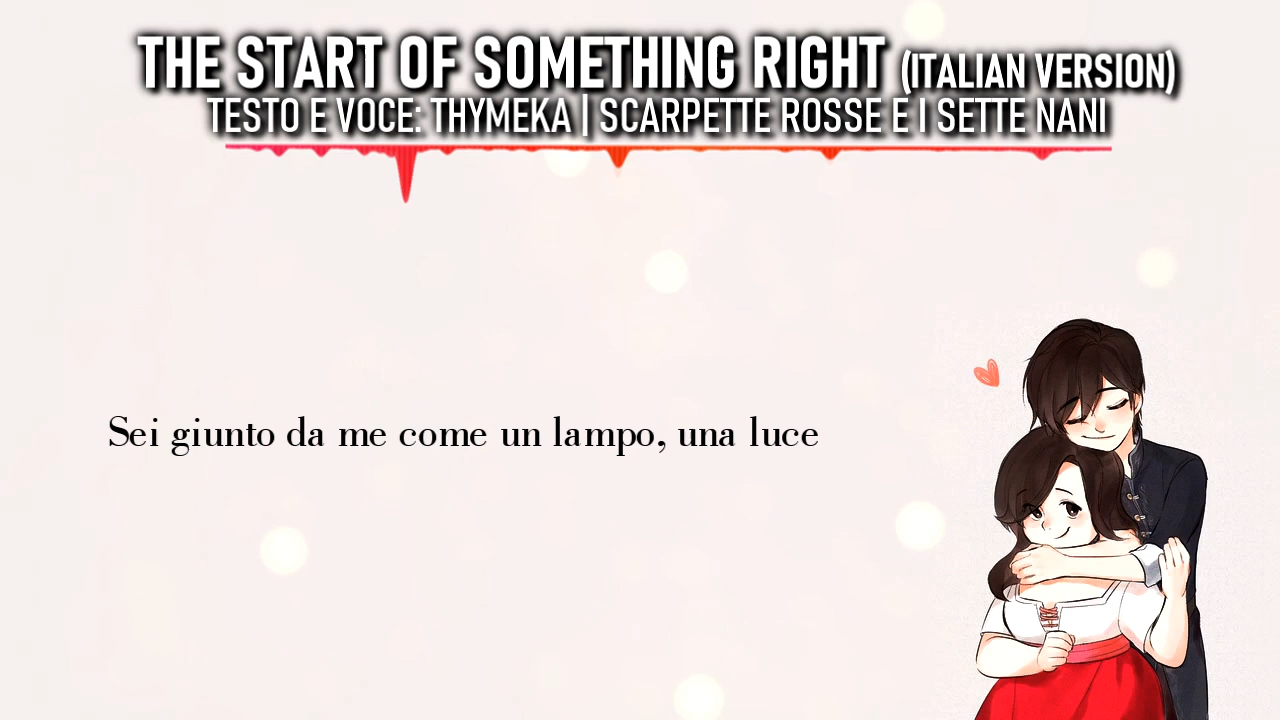 THE START OF SOMETHING RIGHT (ITALIAN VERSION)
TESTO E VOCE: THYMEKA | SCARPETTE ROSSE E I SETTE NANI
Sei giunto da me come un lampo, una luce